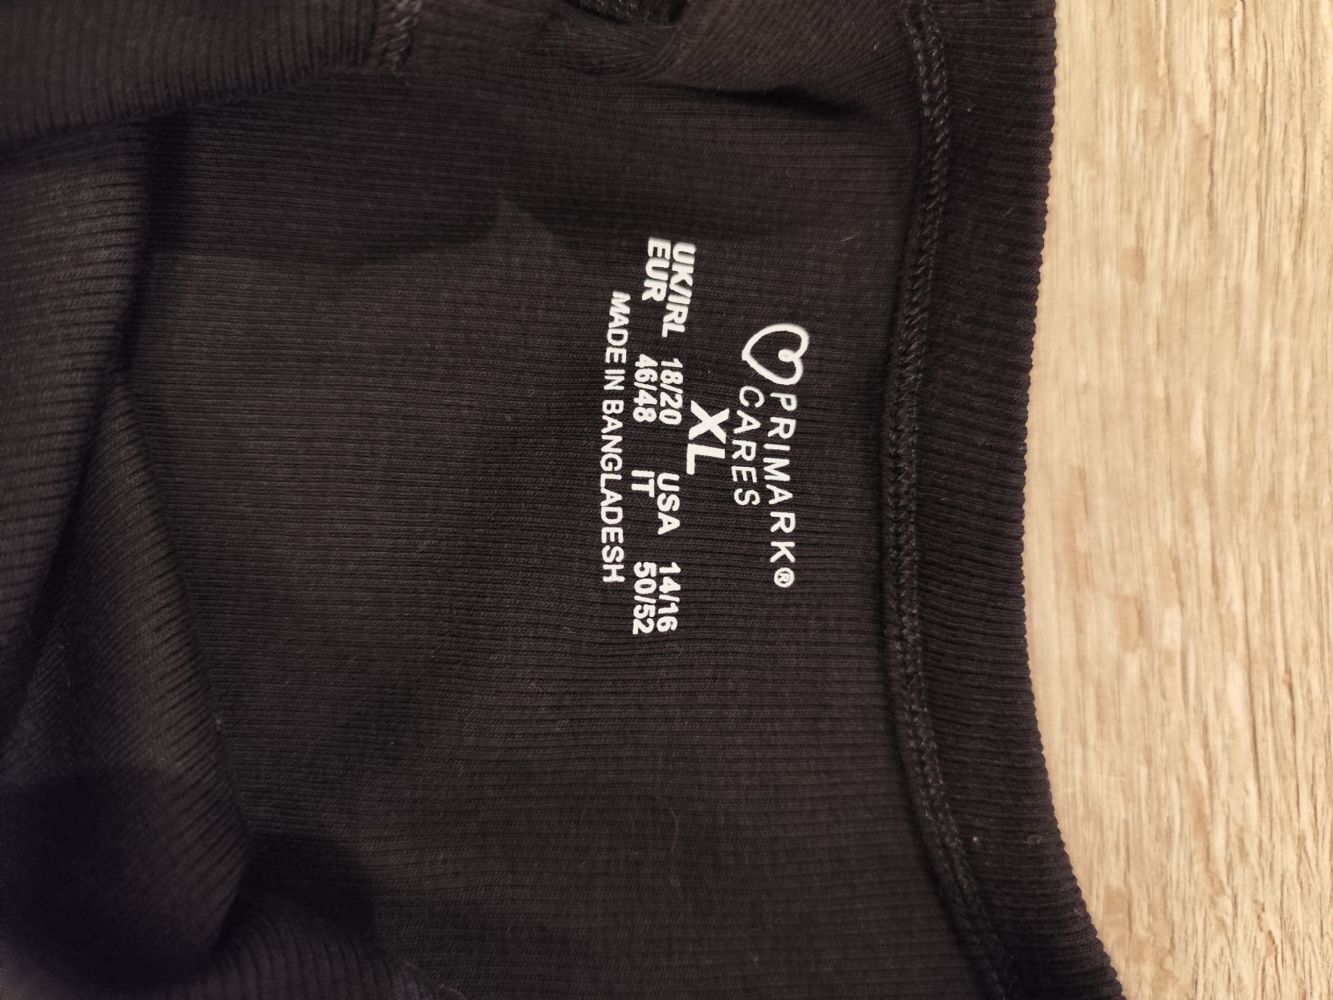 PRIMARK®
CARES
XL
UK/IRL 18/20 USA 14/16
EUR 46/48 IT 50/52
MADE IN BANGLADESH